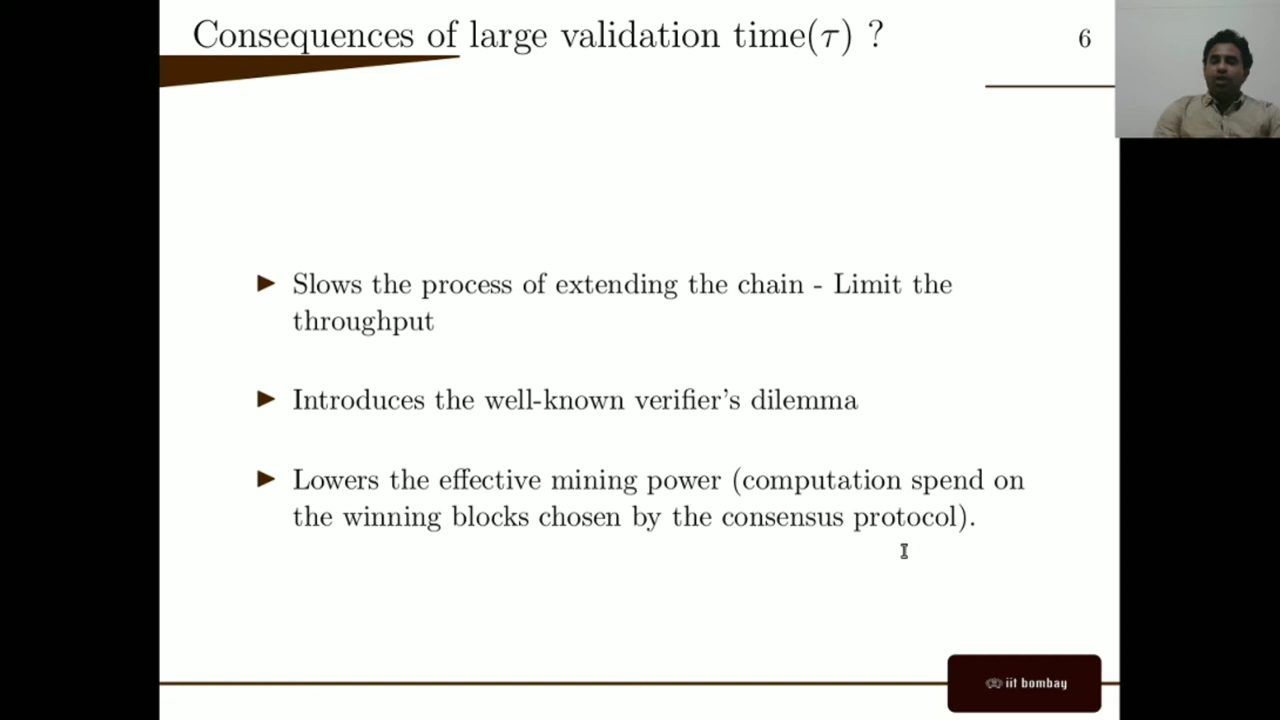 Consequences of large validation time(τ) ?
6
▶ Slows the process of extending the chain - Limit the
throughput
▶ Introduces the well-known verifier's dilemma
▶ Lowers the effective mining power (computation spend on
the winning blocks chosen by the consensus protocol).
iit bombay